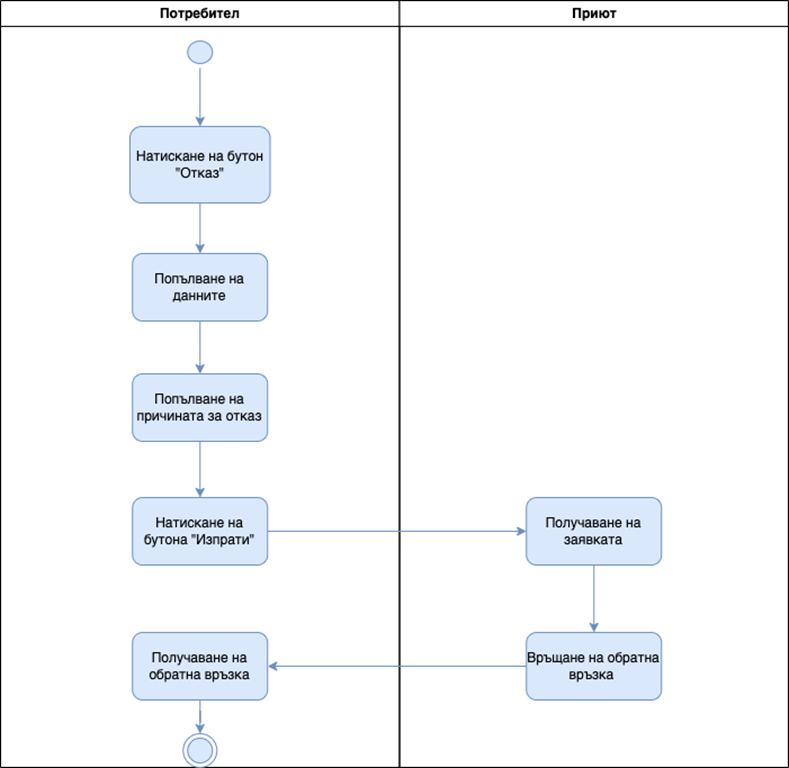 Потребител
Приют
Натискане на бутон
"Отказ"
Попълване на
данните
Попълване на
причината за отказ
Натискане на
бутона "Изпрати"
Получаване на
заявката
Връщане на обратна
връзка
Получаване на
обратна връзка